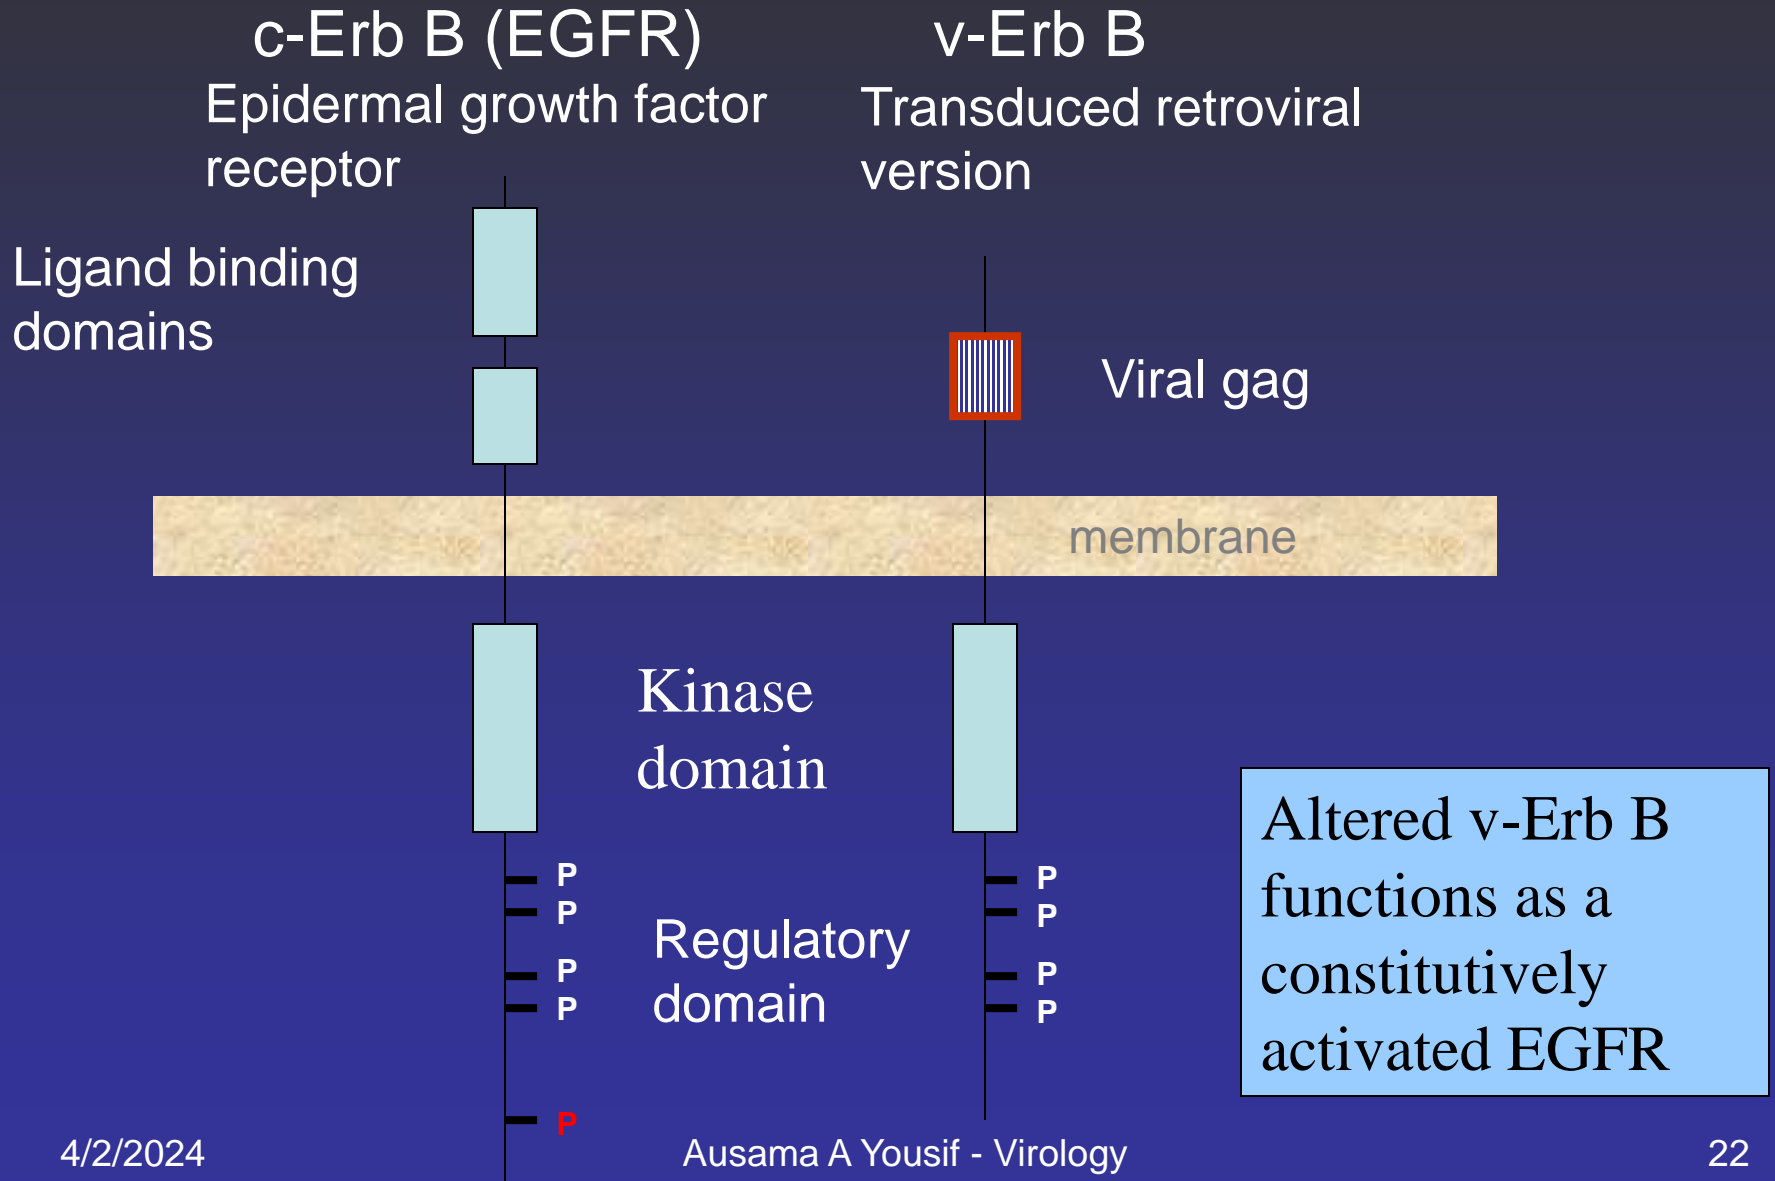 c-Erb B (EGFR)
Epidermal growth factor
receptor
v-Erb B
Transduced retroviral
version
Ligand binding
domains
Viral gag
membrane
Kinase
domain
P
P
P
P
P
Regulatory
domain
P
P
P
P
Altered v-Erb B
functions as a
constitutively
activated EGFR
4/2/2024
Ausama A Yousif - Virology
22